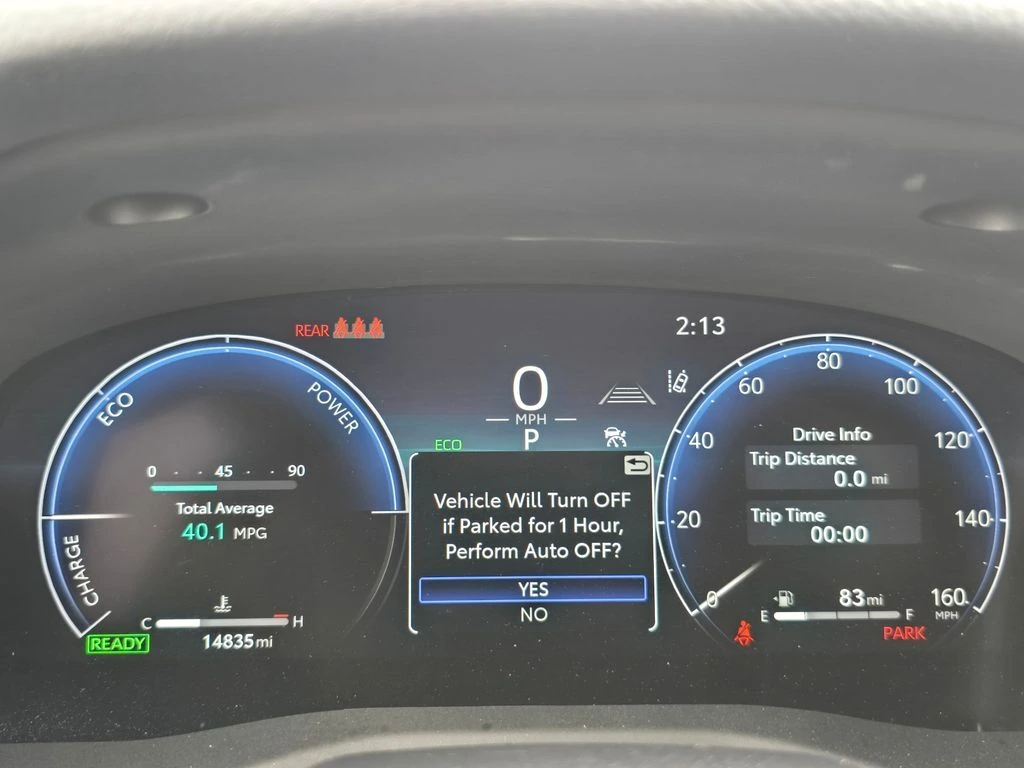 REAR
2:13
0
MPH
P
ECO
ECO
POWER
CHARGE
0 45 90
Total Average
40.1 MPG
C H
READY
14835 mi
Vehicle Will Turn OFF
if Parked for 1 Hour,
Perform Auto OFF?
YES
NO
0
20
40
60
80
100
120
140
160
MPH
Drive Info
Trip Distance
0.0 mi
Trip Time
00:00
83 mi
E F
PARK